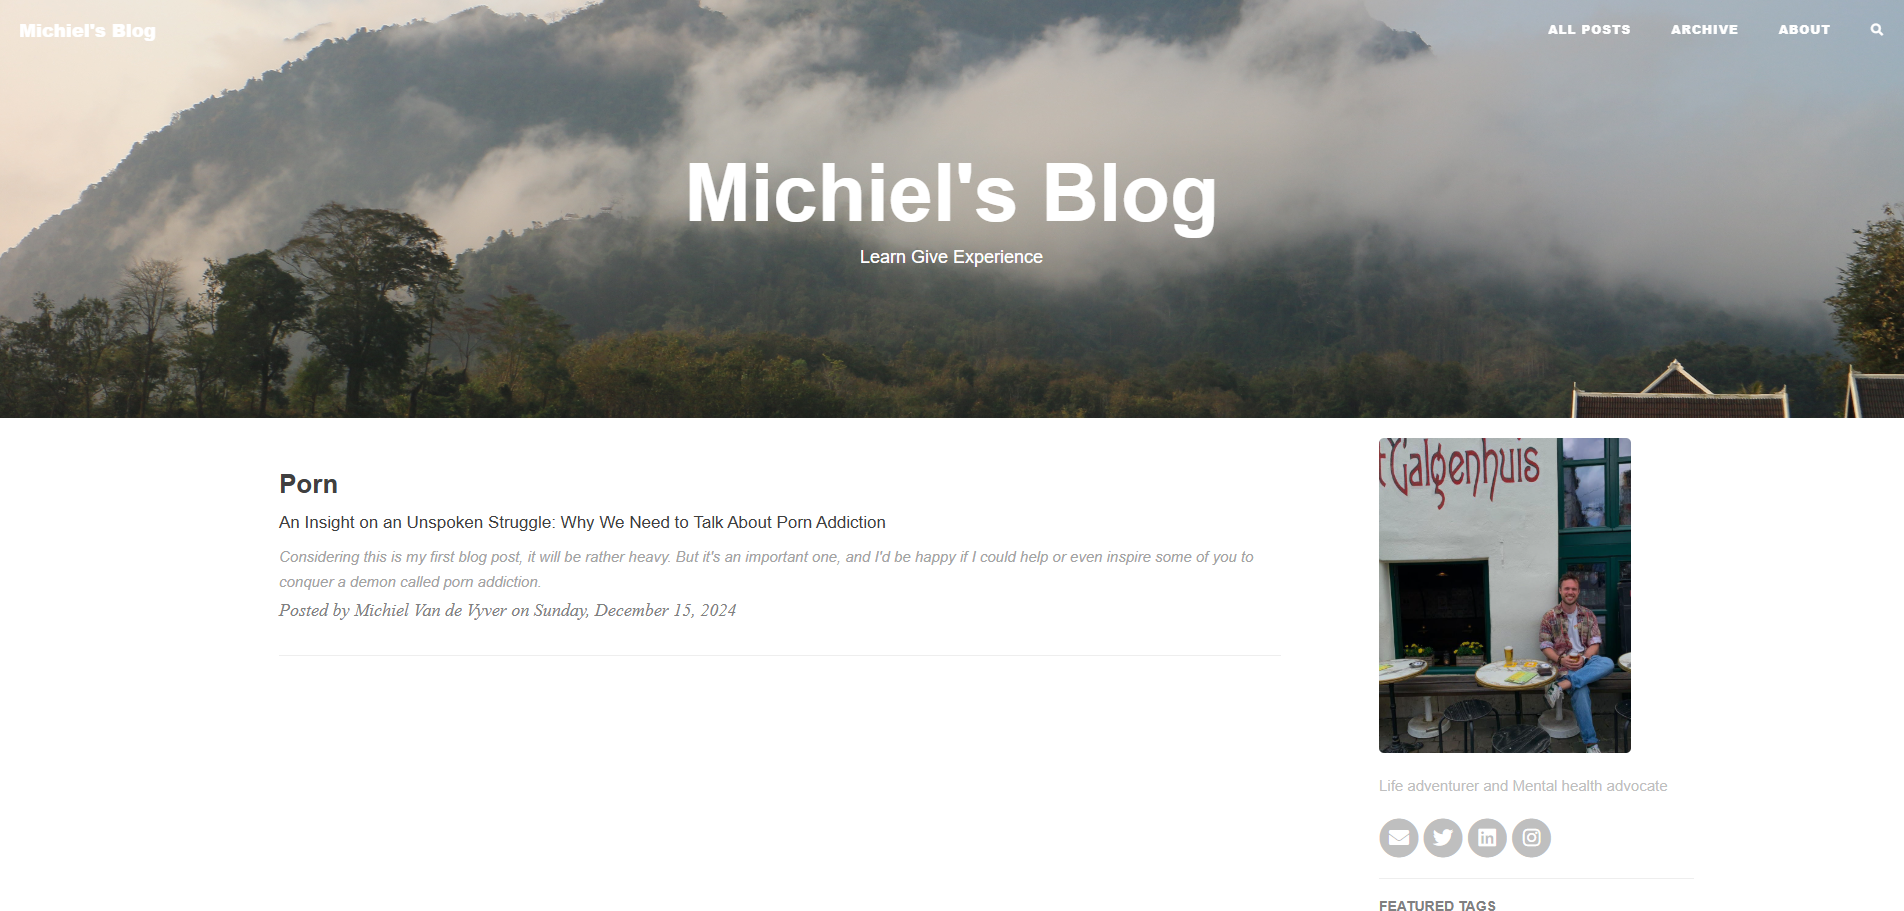 Michiel's Blog
ALL POSTS ARCHIVE ABOUT
Michiel's Blog
Learn Give Experience
Porn
An Insight on an Unspoken Struggle: Why We Need to Talk About Porn Addiction
Considering this is my first blog post, it will be rather heavy. But it's an important one, and I'd be happy if I could help or even inspire some of you to
conquer a demon called porn addiction.
Posted by Michiel Van de Vyver on Sunday, December 15, 2024
t Galgenhuis
Life adventurer and Mental health advocate
in
FEATURED TAGS